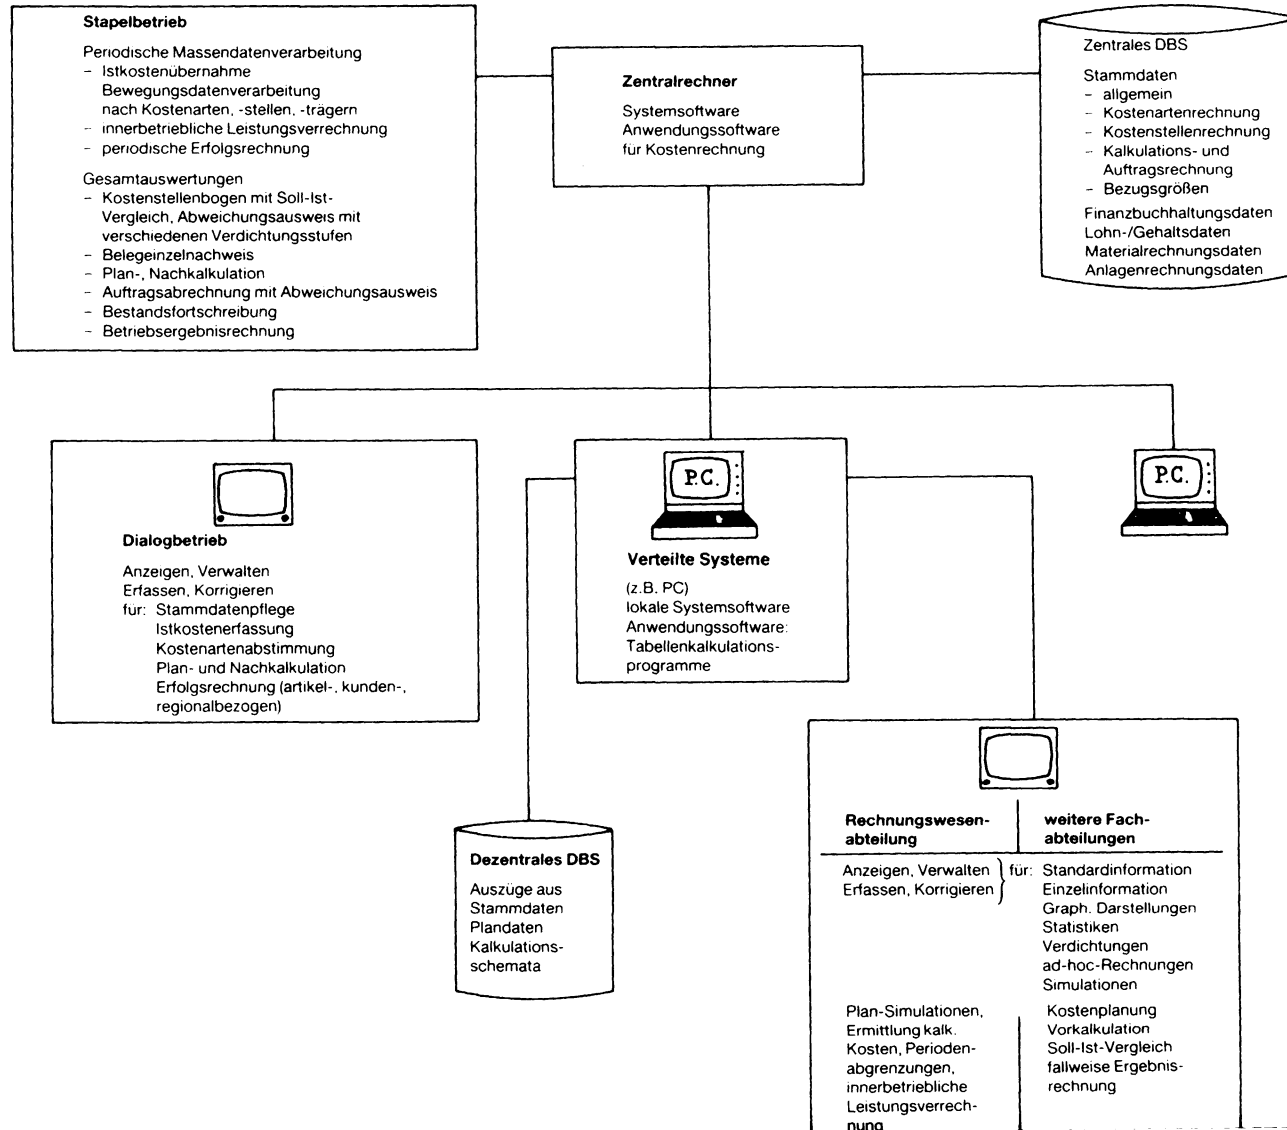 Stapelbetrieb
Periodische Massendatenverarbeitung
– Istkostenübernahme
Bewegungsdatenverarbeitung
nach Kostenarten, -stellen, -trägern
– innerbetriebliche Leistungsverrechnung
– periodische Erfolgsrechnung
Gesamtauswertungen
– Kostenstellenbogen mit Soll-Ist-
Vergleich, Abweichungsausweis mit
verschiedenen Verdichtungsstufen
– Belegeinzelnachweis
– Plan-, Nachkalkulation
– Auftragsabrechnung mit Abweichungsausweis
– Bestandsfortschreibung
– Betriebsergebnisrechnung
Zentralrechner
Systemsoftware
Anwendungssoftware
für Kostenrechnung
Zentrales DBS
Stammdaten
– allgemein
– Kostenartenrechnung
– Kostenstellenrechnung
– Kalkulations- und
Auftragsrechnung
– Bezugsgrößen
Finanzbuchhaltungsdaten
Lohn-/Gehaltsdaten
Materialrechnungsdaten
Anlagenrechnungsdaten
Dialogbetrieb
Anzeigen, Verwalten
Erfassen, Korrigieren
für: Stammdatenpflege
Istkostenerfassung
Kostenartenabstimmung
Plan- und Nachkalkulation
Erfolgsrechnung (artikel-, kunden-,
regionalbezogen)
P.C.
Verteilte Systeme
(z.B. PC)
lokale Systemsoftware
Anwendungssoftware:
Tabellenkalkulations-
programme
P.C.
Dezentrales DBS
Auszüge aus
Stammdaten
Plandaten
Kalkulations-
schemata
Rechnungswesen-
abteilung
weitere Fach-
abteilungen
Anzeigen, Verwalten
Erfassen, Korrigieren
für: Standardinformation
Einzelinformation
Graph. Darstellungen
Statistiken
Verdichtungen
ad-hoc-Rechnungen
Simulationen
Plan-Simulationen,
Ermittlung kalk.
Kosten, Perioden-
abgrenzungen,
innerbetriebliche
Leistungsverrech-
nung
Kostenplanung
Vorkalkulation
Soll-Ist-Vergleich
fallweise Ergebnis-
rechnung